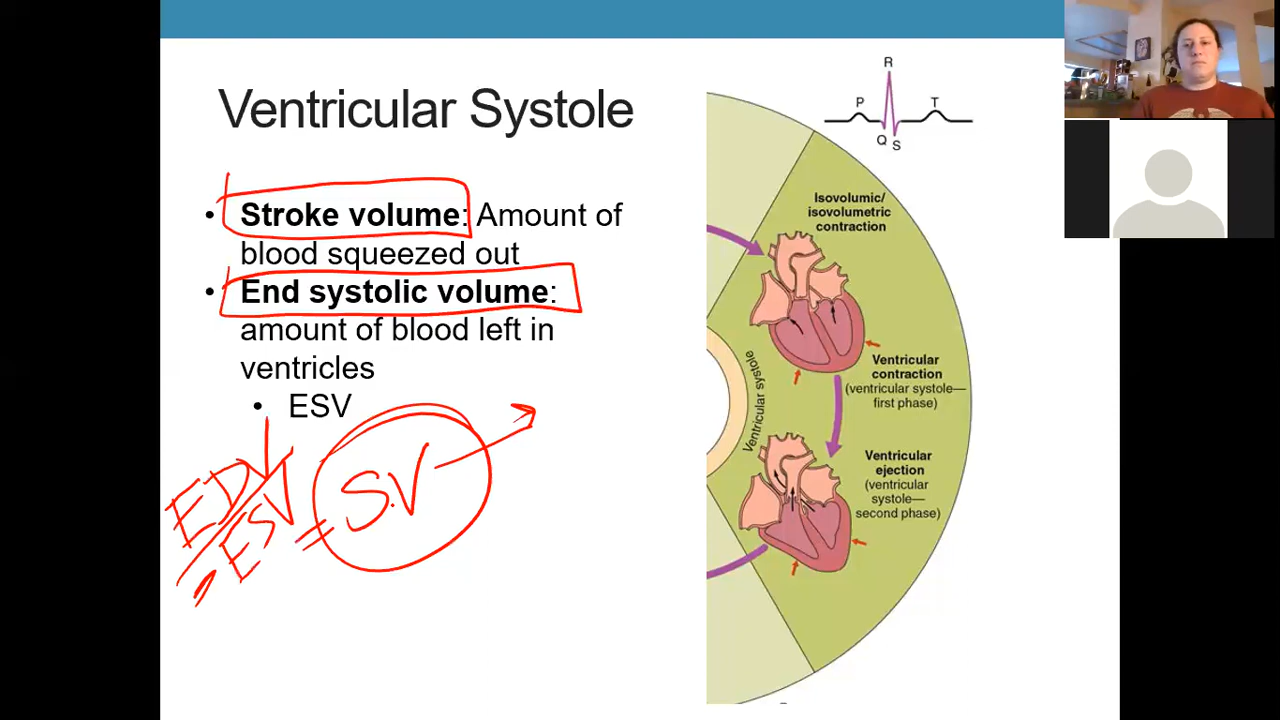 Ventricular Systole
• Stroke volume: Amount of
blood squeezed out
• End systolic volume:
amount of blood left in
ventricles
• ESV
EDV
- ESV
= S.V
R
P
T
Q
S
Isovolumic/
isovolumetric
contraction
Ventricular
contraction
(ventricular systole—
first phase)
Ventricular systole
Ventricular
ejection
(ventricular
systole—
second phase)